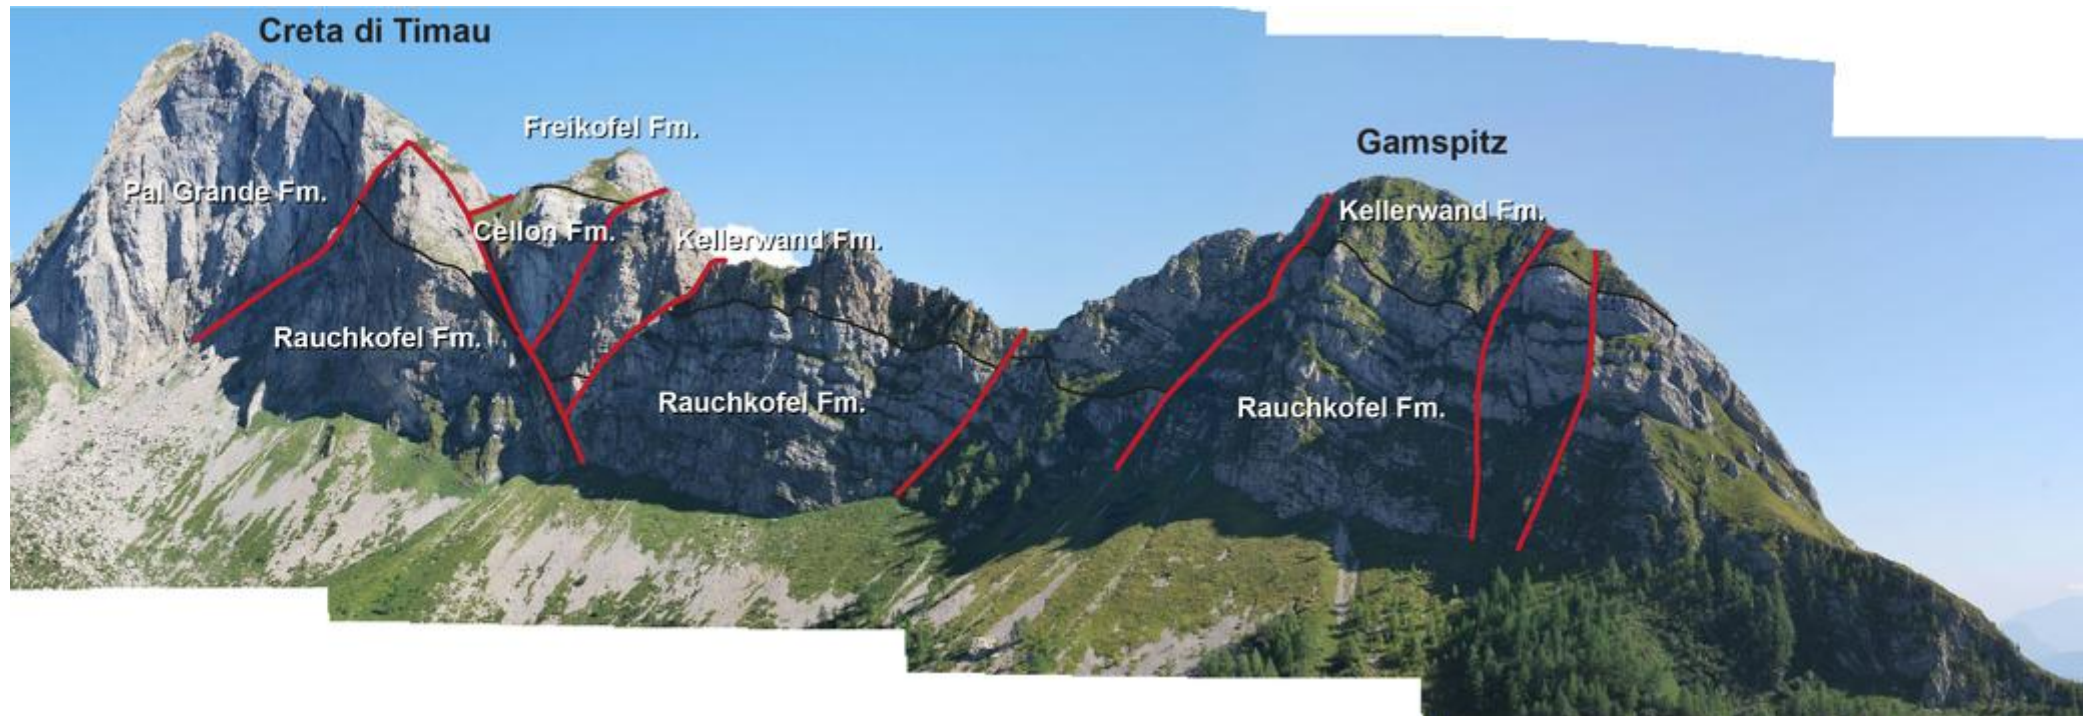 Creta di Timau
Freikofel Fm.
Gamspitz
Pal Grande Fm.
Cellon Fm.
Kellerwand Fm.
Kellerwand Fm.
Rauchkofel Fm.
Rauchkofel Fm.
Rauchkofel Fm.